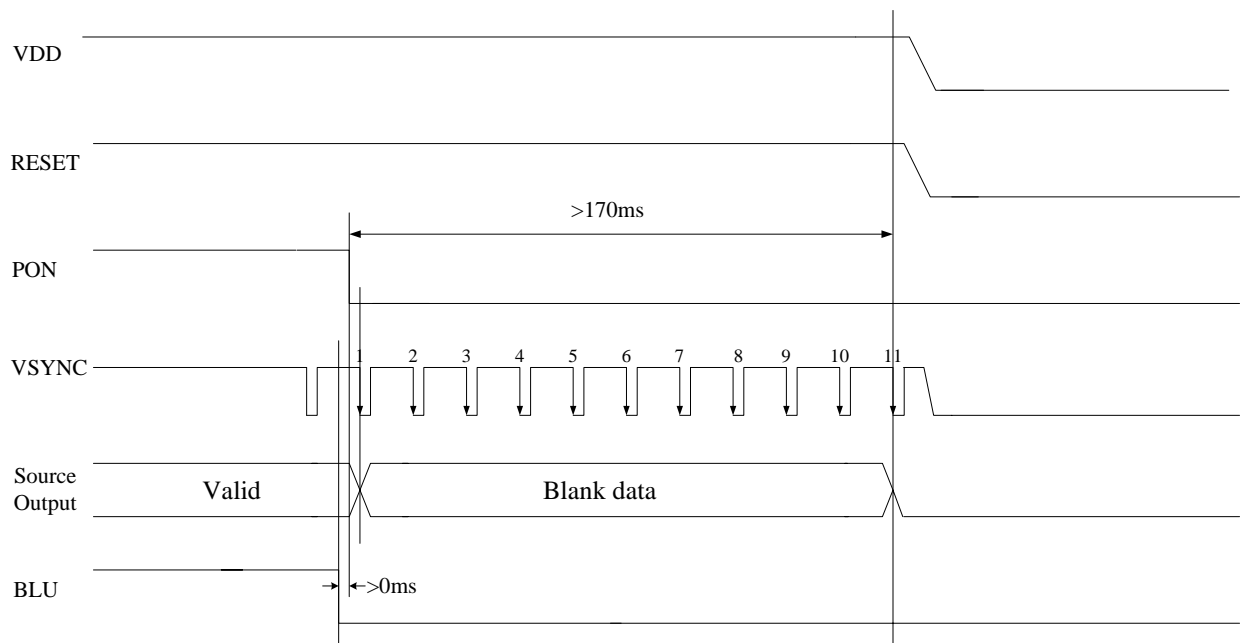 VDD
RESET
>170ms
PON
VSYNC
1 2 3 4 5 6 7 8 9 10 11
Source
Output
Valid
Blank data
BLU
>0ms